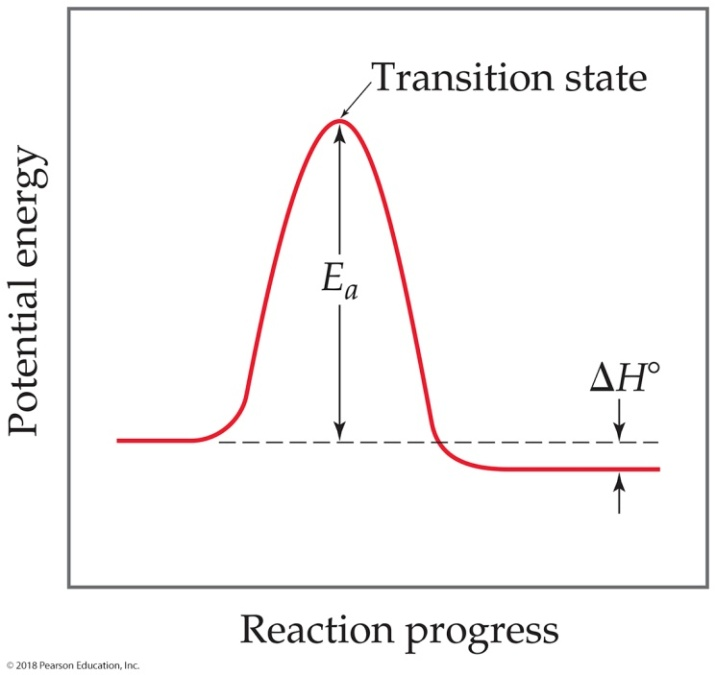 Transition state
Potential energy
Eₐ
ΔH°
Reaction progress
© 2018 Pearson Education, Inc.